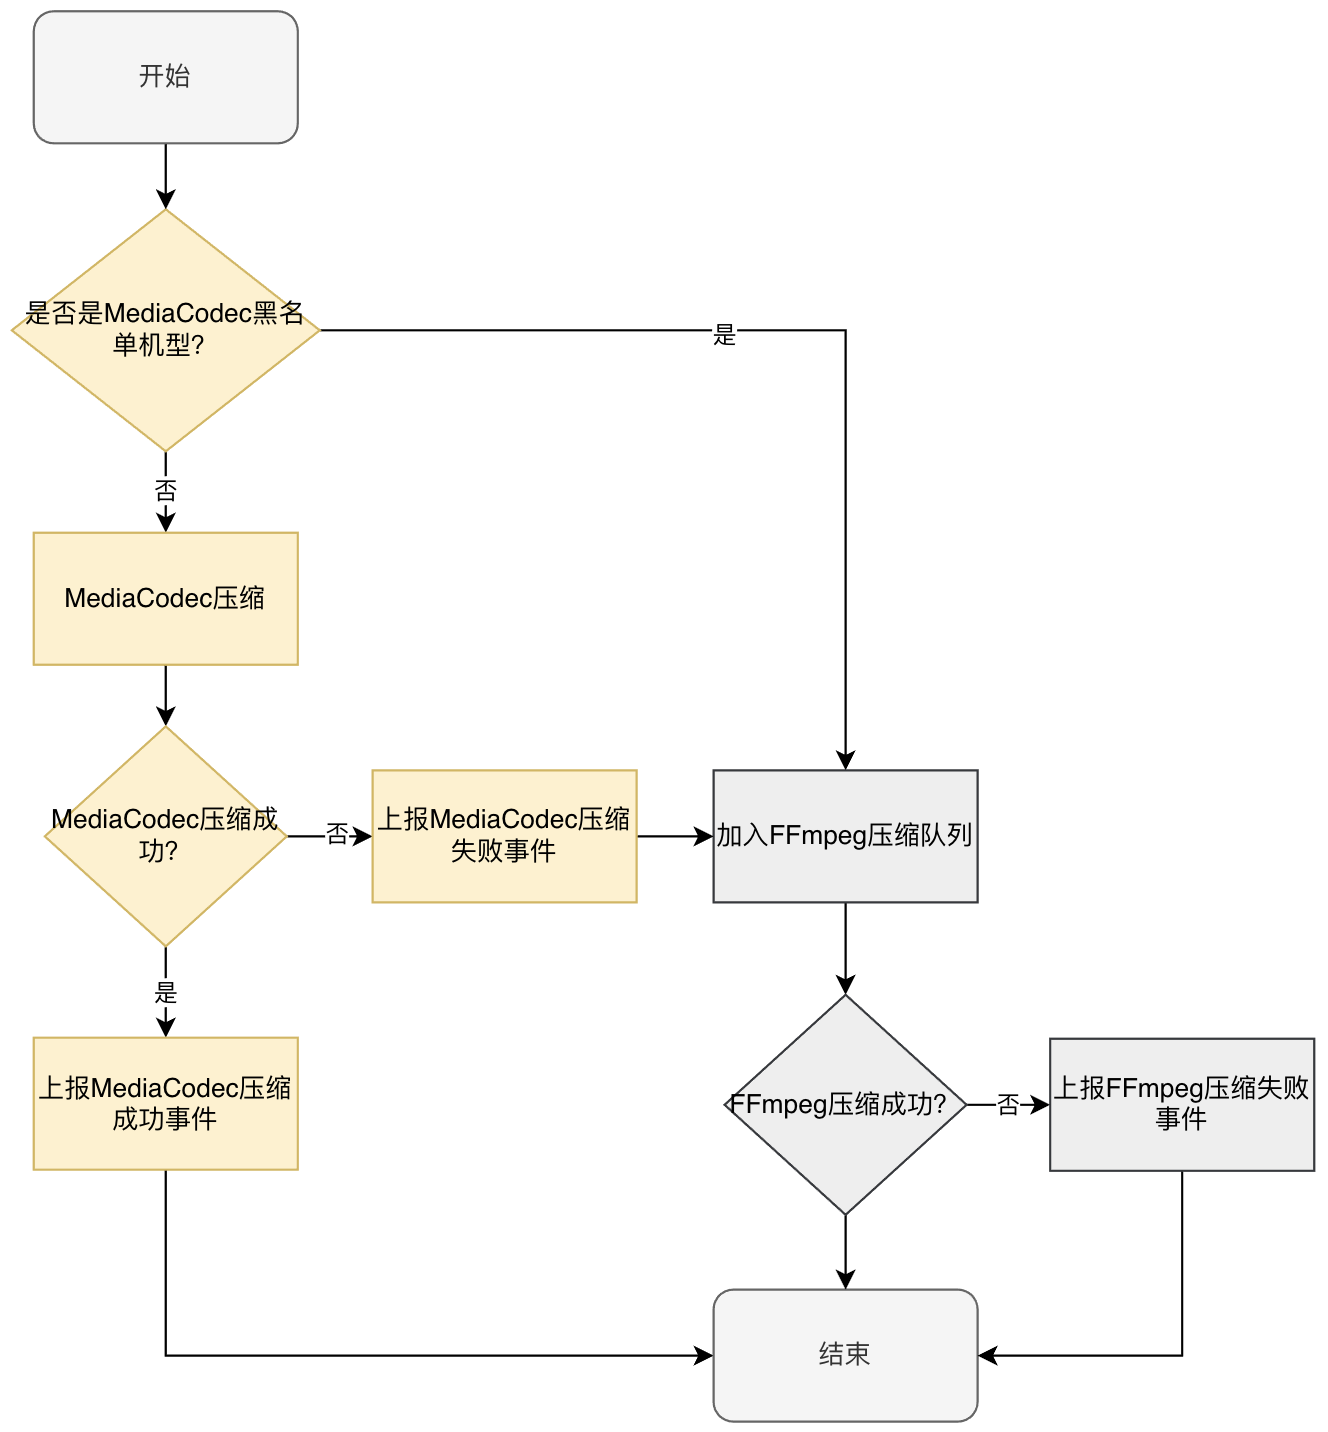 开始
是否是MediaCodec黑名
单机型?
是
否
MediaCodec压缩
MediaCodec压缩成
功?
否
上报MediaCodec压缩
失败事件
加入FFmpeg压缩队列
是
上报MediaCodec压缩
成功事件
FFmpeg压缩成功?
否
上报FFmpeg压缩失败
事件
结束